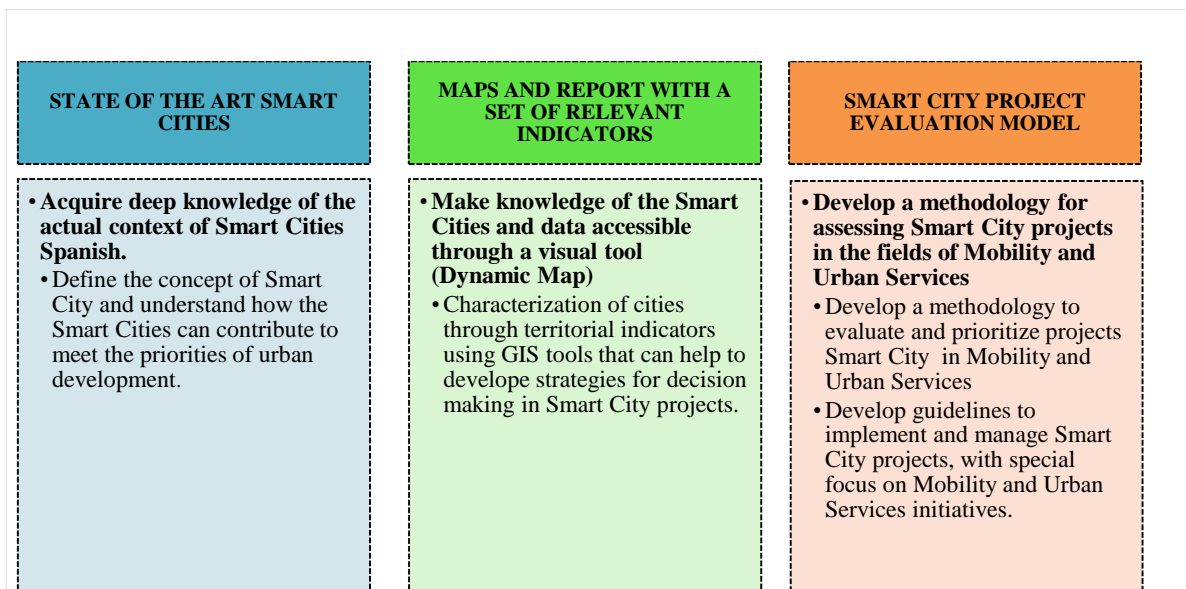 STATE OF THE ART SMART
CITIES
• Acquire deep knowledge of the
actual context of Smart Cities
Spanish.
• Define the concept of Smart
City and understand how the
Smart Cities can contribute to
meet the priorities of urban
development.
MAPS AND REPORT WITH A
SET OF RELEVANT
INDICATORS
• Make knowledge of the Smart
Cities and data accessible
through a visual tool
(Dynamic Map)
• Characterization of cities
through territorial indicators
using GIS tools that can help to
develope strategies for decision
making in Smart City projects.
SMART CITY PROJECT
EVALUATION MODEL
• Develop a methodology for
assessing Smart City projects
in the fields of Mobility and
Urban Services
• Develop a methodology to
evaluate and prioritize projects
Smart City in Mobility and
Urban Services
• Develop guidelines to
implement and manage Smart
City projects, with special
focus on Mobility and Urban
Services initiatives.